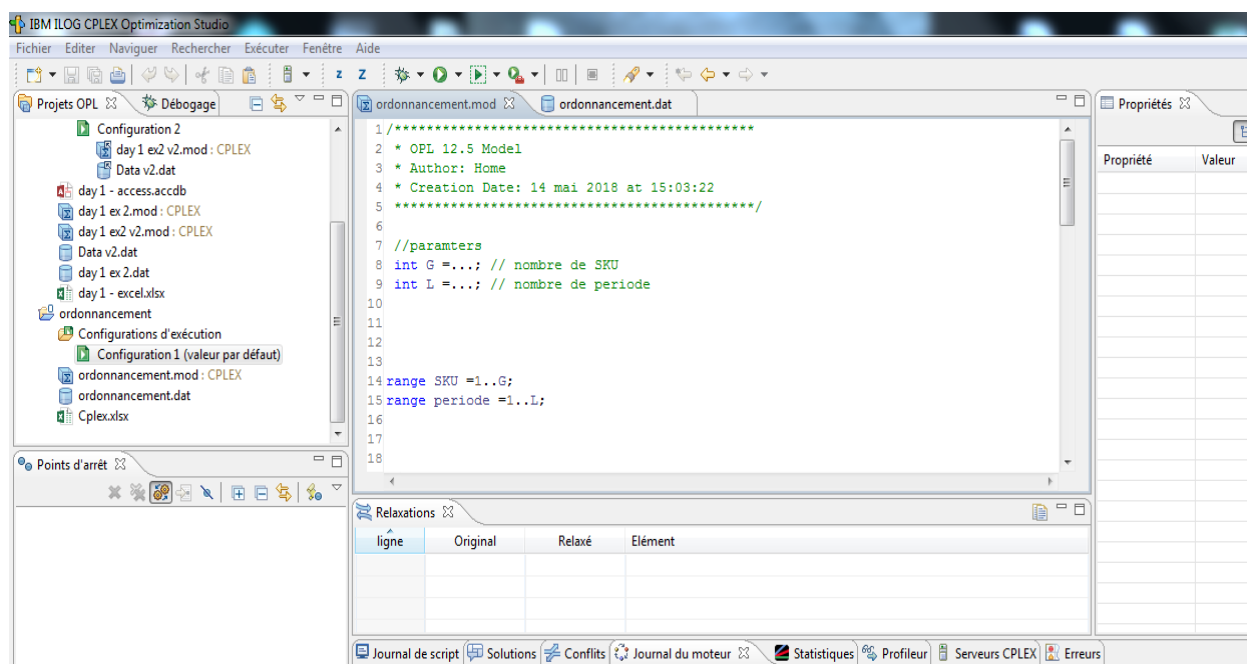 IBM ILOG CPLEX Optimization Studio
Fichier Editer Naviguer Rechercher Exécuter Fenêtre Aide
Projets OPL
Débogage
Configuration 2
day 1 ex2 v2.mod : CPLEX
Data v2.dat
day 1 - access.accdb
day 1 ex 2.mod : CPLEX
day 1 ex2 v2.mod : CPLEX
Data v2.dat
day 1 ex 2.dat
day 1 - excel.xlsx
ordonnancement
Configurations d'exécution
Configuration 1 (valeur par défaut)
ordonnancement.mod : CPLEX
ordonnancement.dat
Cplex.xlsx
Points d'arrêt
ordonnancement.mod
ordonnancement.dat
1 /*********************************************
2 * OPL 12.5 Model
3 * Author: Home
4 * Creation Date: 14 mai 2018 at 15:03:22
5 *********************************************/
6
7 //paramters
8 int G =...; // nombre de SKU
9 int L =...; // nombre de periode
10
11
12
13
14 range SKU =1..G;
15 range periode =1..L;
16
17
18
Relaxations
ligne Original Relaxé Elément
Journal de script Solutions Conflits Journal du moteur Statistiques Profileur Serveurs CPLEX Erreurs
Propriétés
Propriété Valeur